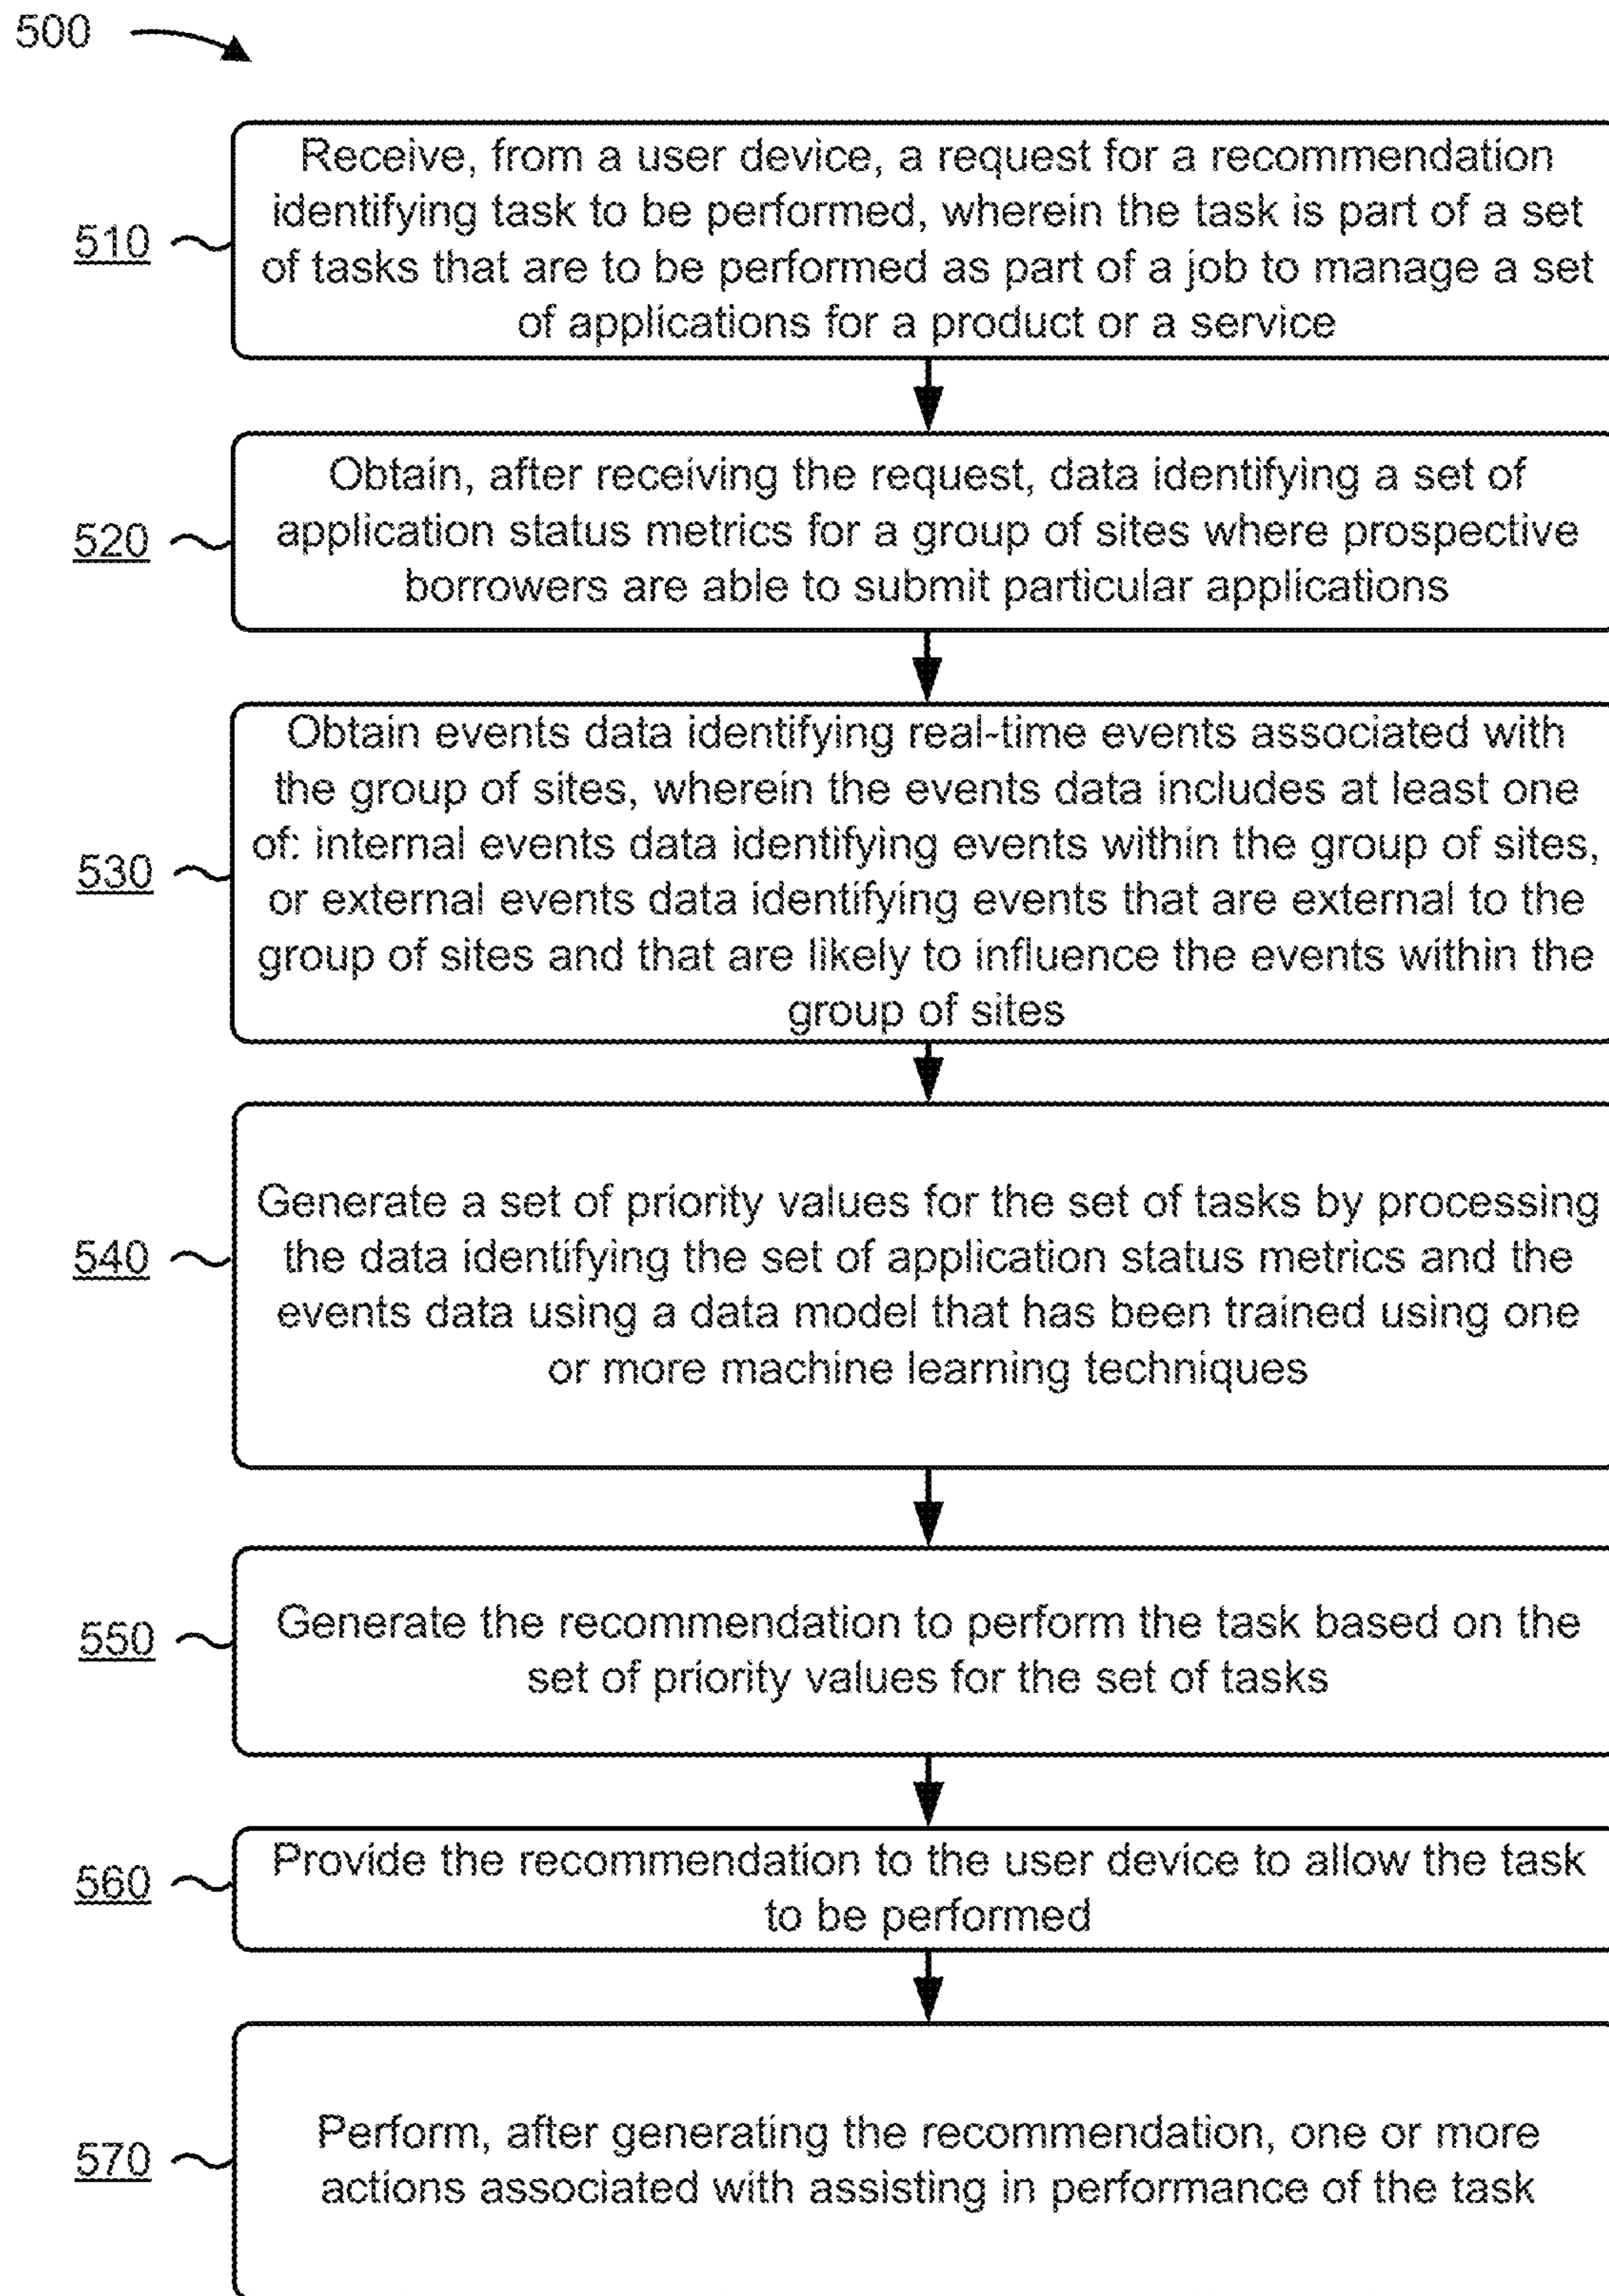 500
Receive, from a user device, a request for a recommendation
identifying task to be performed, wherein the task is part of a set
510
of tasks that are to be performed as part of a job to manage a set
of applications for a product or a service
Obtain, after receiving the request, data identifying a set of
520
application status metrics for a group of sites where prospective
borrowers are able to submit particular applications
Obtain events data identifying real-time events associated with
the group of sites, wherein the events data includes at least one
of: internal events data identifying events within the group of sites,
530
or external events data identifying events that are external to the
group of sites and that are likely to influence the events within the
group of sites
Generate a set of priority values for the set of tasks by processing
540
the data identifying the set of application status metrics and the
events data using a data model that has been trained using one
or more machine learning techniques
550
Generate the recommendation to perform the task based on the
set of priority values for the set of tasks
560
Provide the recommendation to the user device to allow the task
to be performed
570
Perform, after generating the recommendation, one or more
actions associated with assisting in performance of the task